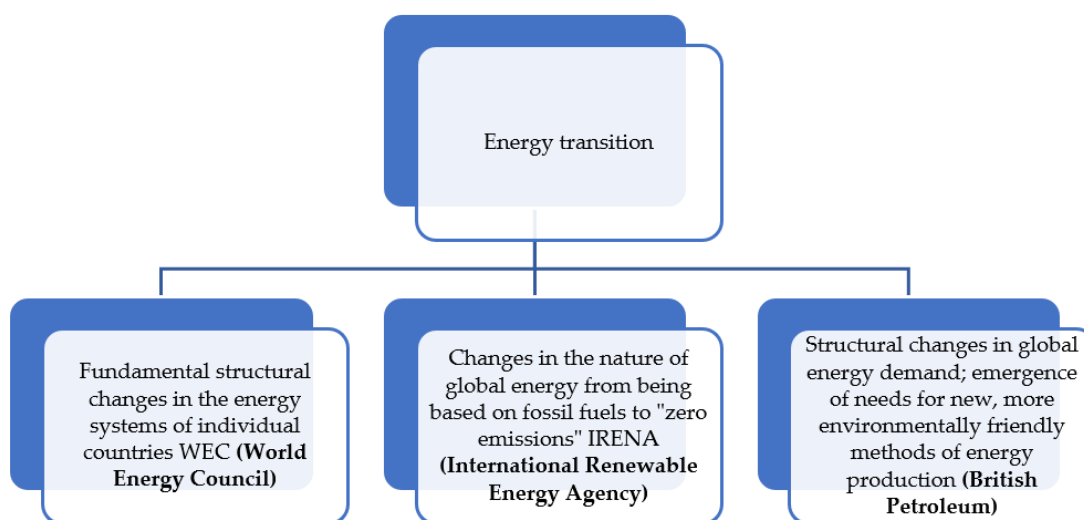 Energy transition
Fundamental structural
changes in the energy
systems of individual
countries WEC (World
Energy Council)
Changes in the nature of
global energy from being
based on fossil fuels to "zero
emissions" IRENA
(International Renewable
Energy Agency)
Structural changes in global
energy demand; emergence
of needs for new, more
environmentally friendly
methods of energy
production (British
Petroleum)